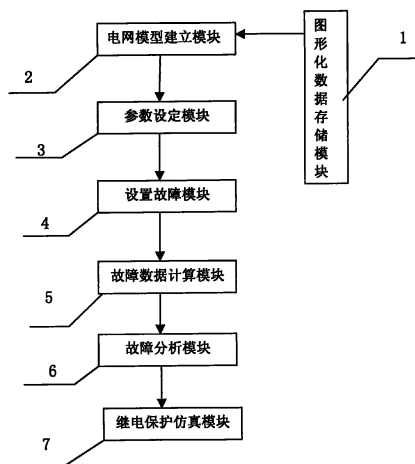 电网模型建立模块
图形化数据存储模块
1
2
参数设定模块
3
设置故障模块
4
故障数据计算模块
5
故障分析模块
6
继电保护仿真模块
7